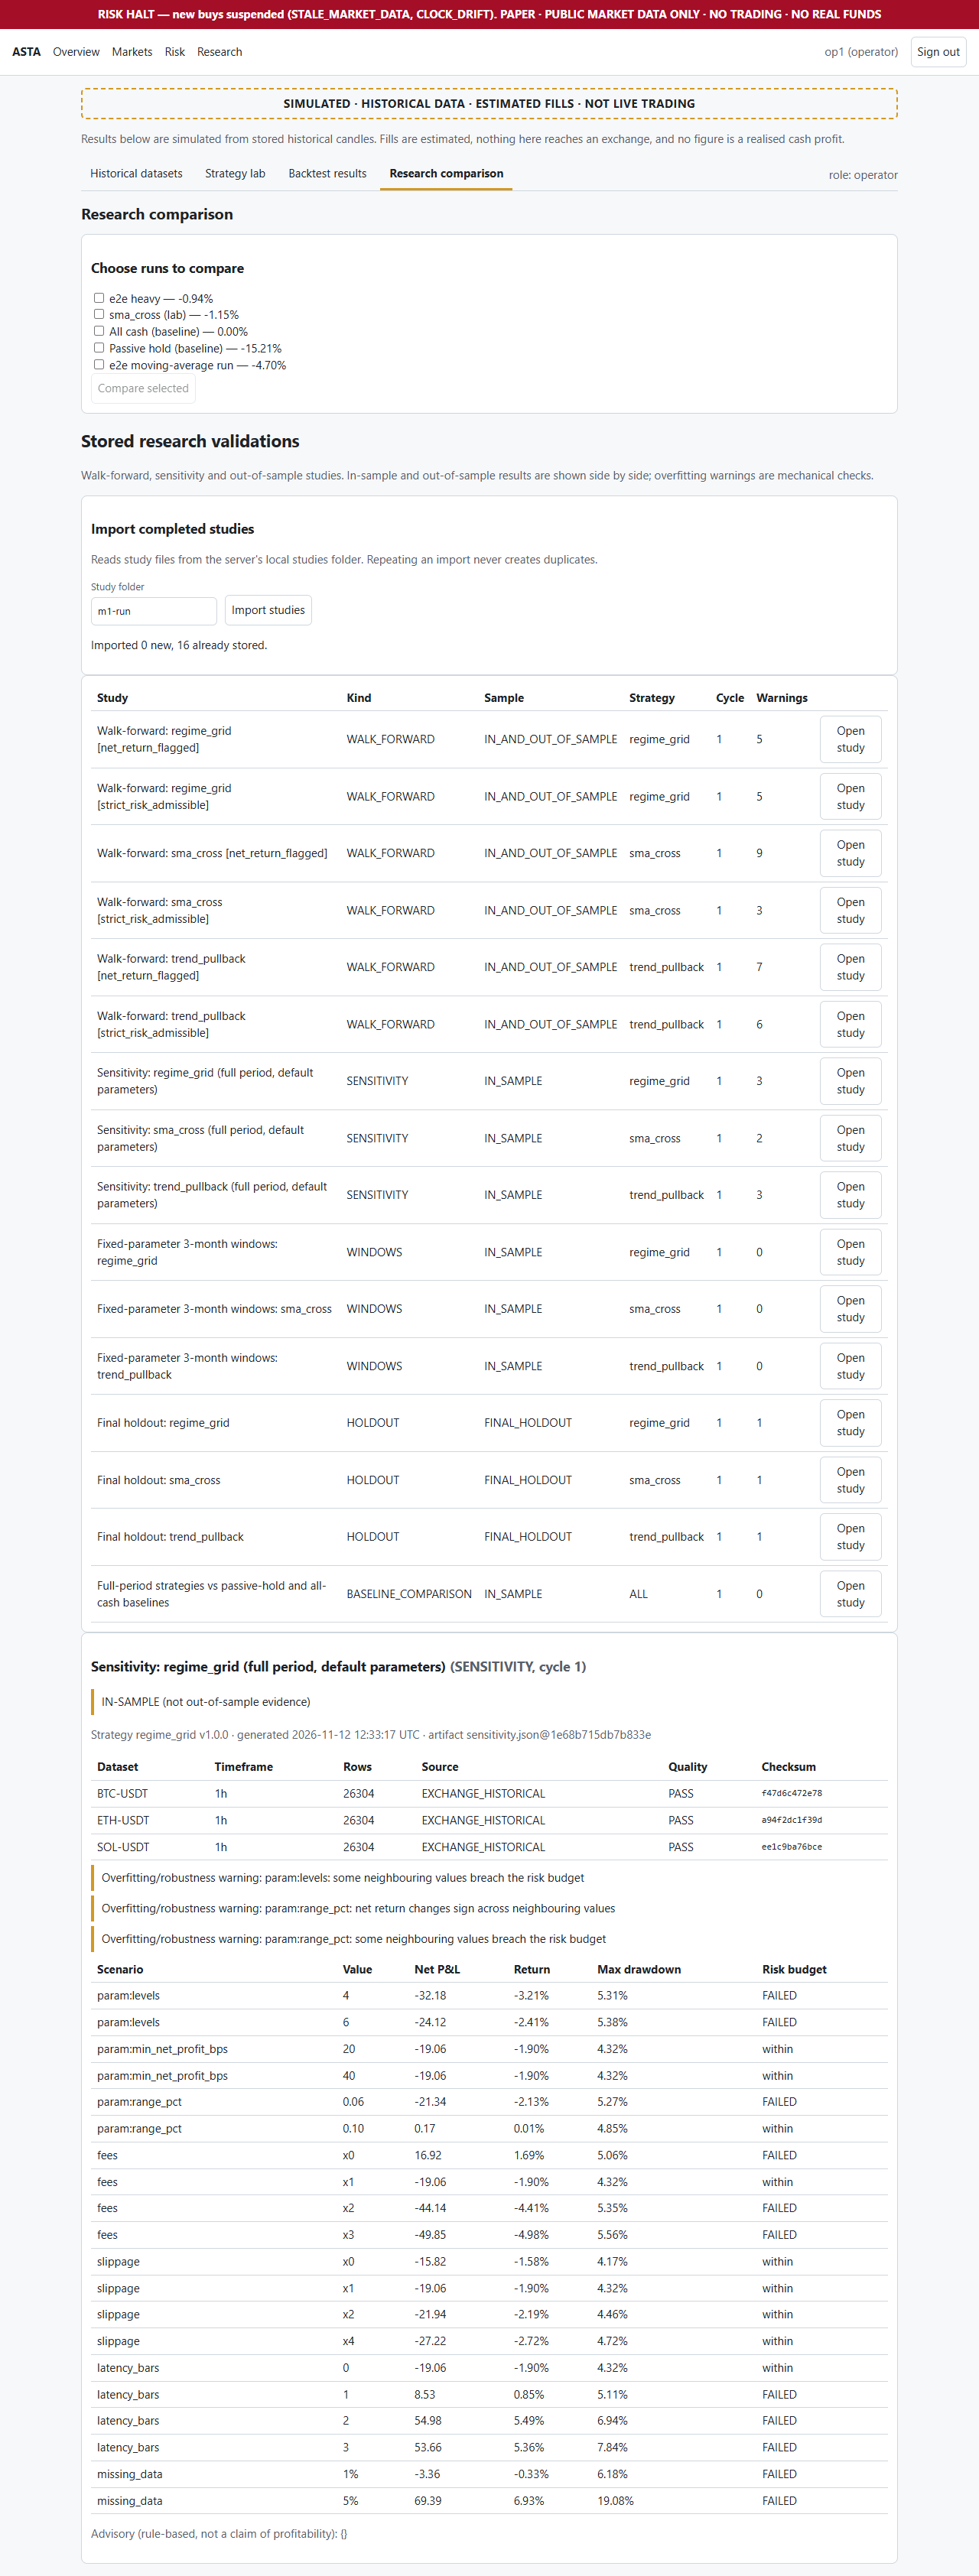 RISK HALT — new buys suspended (STALE_MARKET_DATA, CLOCK_DRIFT). PAPER · PUBLIC MARKET DATA ONLY · NO TRADING · NO REAL FUNDS
ASTA Overview Markets Risk Research op1 (operator) Sign out
SIMULATED · HISTORICAL DATA · ESTIMATED FILLS · NOT LIVE TRADING
Results below are simulated from stored historical candles. Fills are estimated, nothing here reaches an exchange, and no figure is a realised cash profit.
Historical datasets Strategy lab Backtest results Research comparison role: operator
Research comparison
Choose runs to compare
e2e heavy — -0.94%
sma_cross (lab) — -1.15%
All cash (baseline) — 0.00%
Passive hold (baseline) — -15.21%
e2e moving-average run — -4.70%
Compare selected
Stored research validations
Walk-forward, sensitivity and out-of-sample studies. In-sample and out-of-sample results are shown side by side; overfitting warnings are mechanical checks.
Import completed studies
Reads study files from the server's local studies folder. Repeating an import never creates duplicates.
Study folder
m1-run Import studies
Imported 0 new, 16 already stored.
Study Kind Sample Strategy Cycle Warnings
Walk-forward: regime_grid
[net_return_flagged] WALK_FORWARD IN_AND_OUT_OF_SAMPLE regime_grid 1 5 Open
study
Walk-forward: regime_grid
[strict_risk_admissible] WALK_FORWARD IN_AND_OUT_OF_SAMPLE regime_grid 1 5 Open
study
Walk-forward: sma_cross [net_return_flagged] WALK_FORWARD IN_AND_OUT_OF_SAMPLE sma_cross 1 9 Open
study
Walk-forward: sma_cross
[strict_risk_admissible] WALK_FORWARD IN_AND_OUT_OF_SAMPLE sma_cross 1 3 Open
study
Walk-forward: trend_pullback
[net_return_flagged] WALK_FORWARD IN_AND_OUT_OF_SAMPLE trend_pullback 1 7 Open
study
Walk-forward: trend_pullback
[strict_risk_admissible] WALK_FORWARD IN_AND_OUT_OF_SAMPLE trend_pullback 1 6 Open
study
Sensitivity: regime_grid (full period, default
parameters) SENSITIVITY IN_SAMPLE regime_grid 1 3 Open
study
Sensitivity: sma_cross (full period, default
parameters) SENSITIVITY IN_SAMPLE sma_cross 1 2 Open
study
Sensitivity: trend_pullback (full period, default
parameters) SENSITIVITY IN_SAMPLE trend_pullback 1 3 Open
study
Fixed-parameter 3-month windows:
regime_grid WINDOWS IN_SAMPLE regime_grid 1 0 Open
study
Fixed-parameter 3-month windows: sma_cross WINDOWS IN_SAMPLE sma_cross 1 0 Open
study
Fixed-parameter 3-month windows:
trend_pullback WINDOWS IN_SAMPLE trend_pullback 1 0 Open
study
Final holdout: regime_grid HOLDOUT FINAL_HOLDOUT regime_grid 1 1 Open
study
Final holdout: sma_cross HOLDOUT FINAL_HOLDOUT sma_cross 1 1 Open
study
Final holdout: trend_pullback HOLDOUT FINAL_HOLDOUT trend_pullback 1 1 Open
study
Full-period strategies vs passive-hold and all-
cash baselines BASELINE_COMPARISON IN_SAMPLE ALL 1 0 Open
study
Sensitivity: regime_grid (full period, default parameters) (SENSITIVITY, cycle 1)
IN-SAMPLE (not out-of-sample evidence)
Strategy regime_grid v1.0.0 · generated 2026-11-12 12:33:17 UTC · artifact sensitivity.json@1e68b715db7b833e
Dataset Timeframe Rows Source Quality Checksum
BTC-USDT 1h 26304 EXCHANGE_HISTORICAL PASS f47d6c472e78
ETH-USDT 1h 26304 EXCHANGE_HISTORICAL PASS a94f2dc1f39d
SOL-USDT 1h 26304 EXCHANGE_HISTORICAL PASS ee1c9ba76bce
Overfitting/robustness warning: param:levels: some neighbouring values breach the risk budget
Overfitting/robustness warning: param:range_pct: net return changes sign across neighbouring values
Overfitting/robustness warning: param:range_pct: some neighbouring values breach the risk budget
Scenario Value Net P&L Return Max drawdown Risk budget
param:levels 4 -32.18 -3.21% 5.31% FAILED
param:levels 6 -24.12 -2.41% 5.38% FAILED
param:min_net_profit_bps 20 -19.06 -1.90% 4.32% within
param:min_net_profit_bps 40 -19.06 -1.90% 4.32% within
param:range_pct 0.06 -21.34 -2.13% 5.27% FAILED
param:range_pct 0.10 0.17 0.01% 4.85% within
fees x0 16.92 1.69% 5.06% FAILED
fees x1 -19.06 -1.90% 4.32% within
fees x2 -44.14 -4.41% 5.35% FAILED
fees x3 -49.85 -4.98% 5.56% FAILED
slippage x0 -15.82 -1.58% 4.17% within
slippage x1 -19.06 -1.90% 4.32% within
slippage x2 -21.94 -2.19% 4.46% within
slippage x4 -27.22 -2.72% 4.72% within
latency_bars 0 -19.06 -1.90% 4.32% within
latency_bars 1 8.53 0.85% 5.11% FAILED
latency_bars 2 54.98 5.49% 6.94% FAILED
latency_bars 3 53.66 5.36% 7.84% FAILED
missing_data 1% -3.36 -0.33% 6.18% FAILED
missing_data 5% 69.39 6.93% 19.08% FAILED
Advisory (rule-based, not a claim of profitability): {}